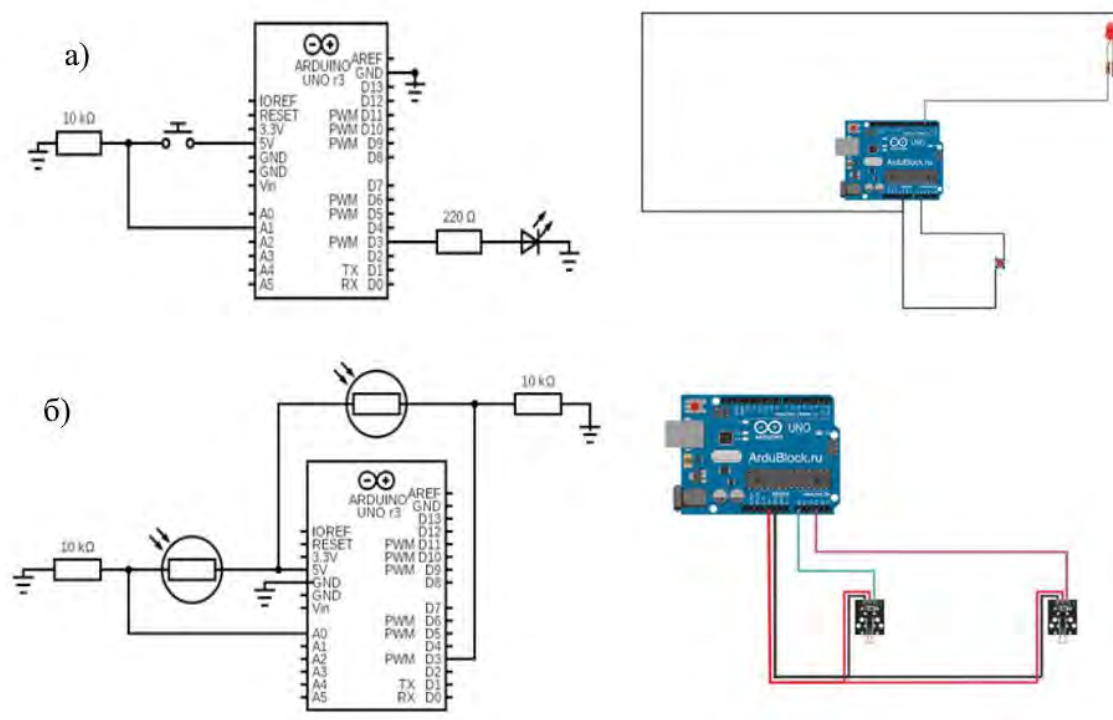 а)
10 kΩ
ARDUINO
UNO r3
AREF
GND
D13
IOREF
D12
RESET
PWM D11
3.3V
PWM D10
5V
PWM D9
GND
D8
GND
Vin
D7
PWM D6
A0
PWM D5
A1
D4
A2
PWM D3
A3
D2
A4
TX D1
A5
RX D0
220 Ω
UNO
ArduBlock.ru
б)
10 kΩ
10 kΩ
ARDUINO
UNO r3
AREF
GND
D13
IOREF
D12
RESET
PWM D11
3.3V
PWM D10
5V
PWM D9
GND
D8
GND
Vin
D7
PWM D6
A0
PWM D5
A1
D4
A2
PWM D3
A3
D2
A4
TX D1
A5
RX D0
UNO
ARDUINO
ArduBlock.ru